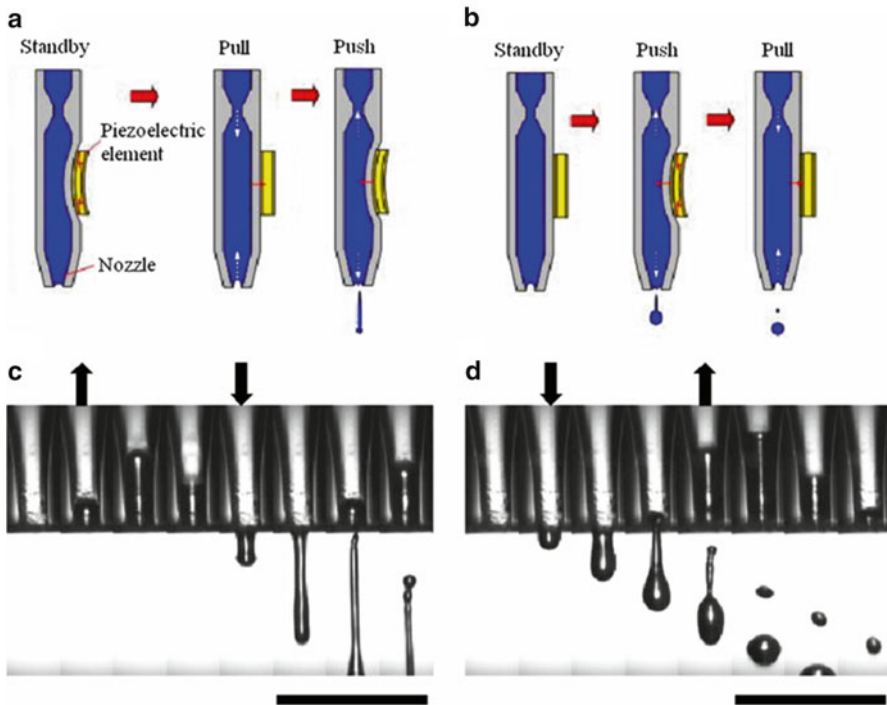 a
Standby
Pull
Push
Piezoelectric
element
Nozzle
b
Standby
Push
Pull
c
d